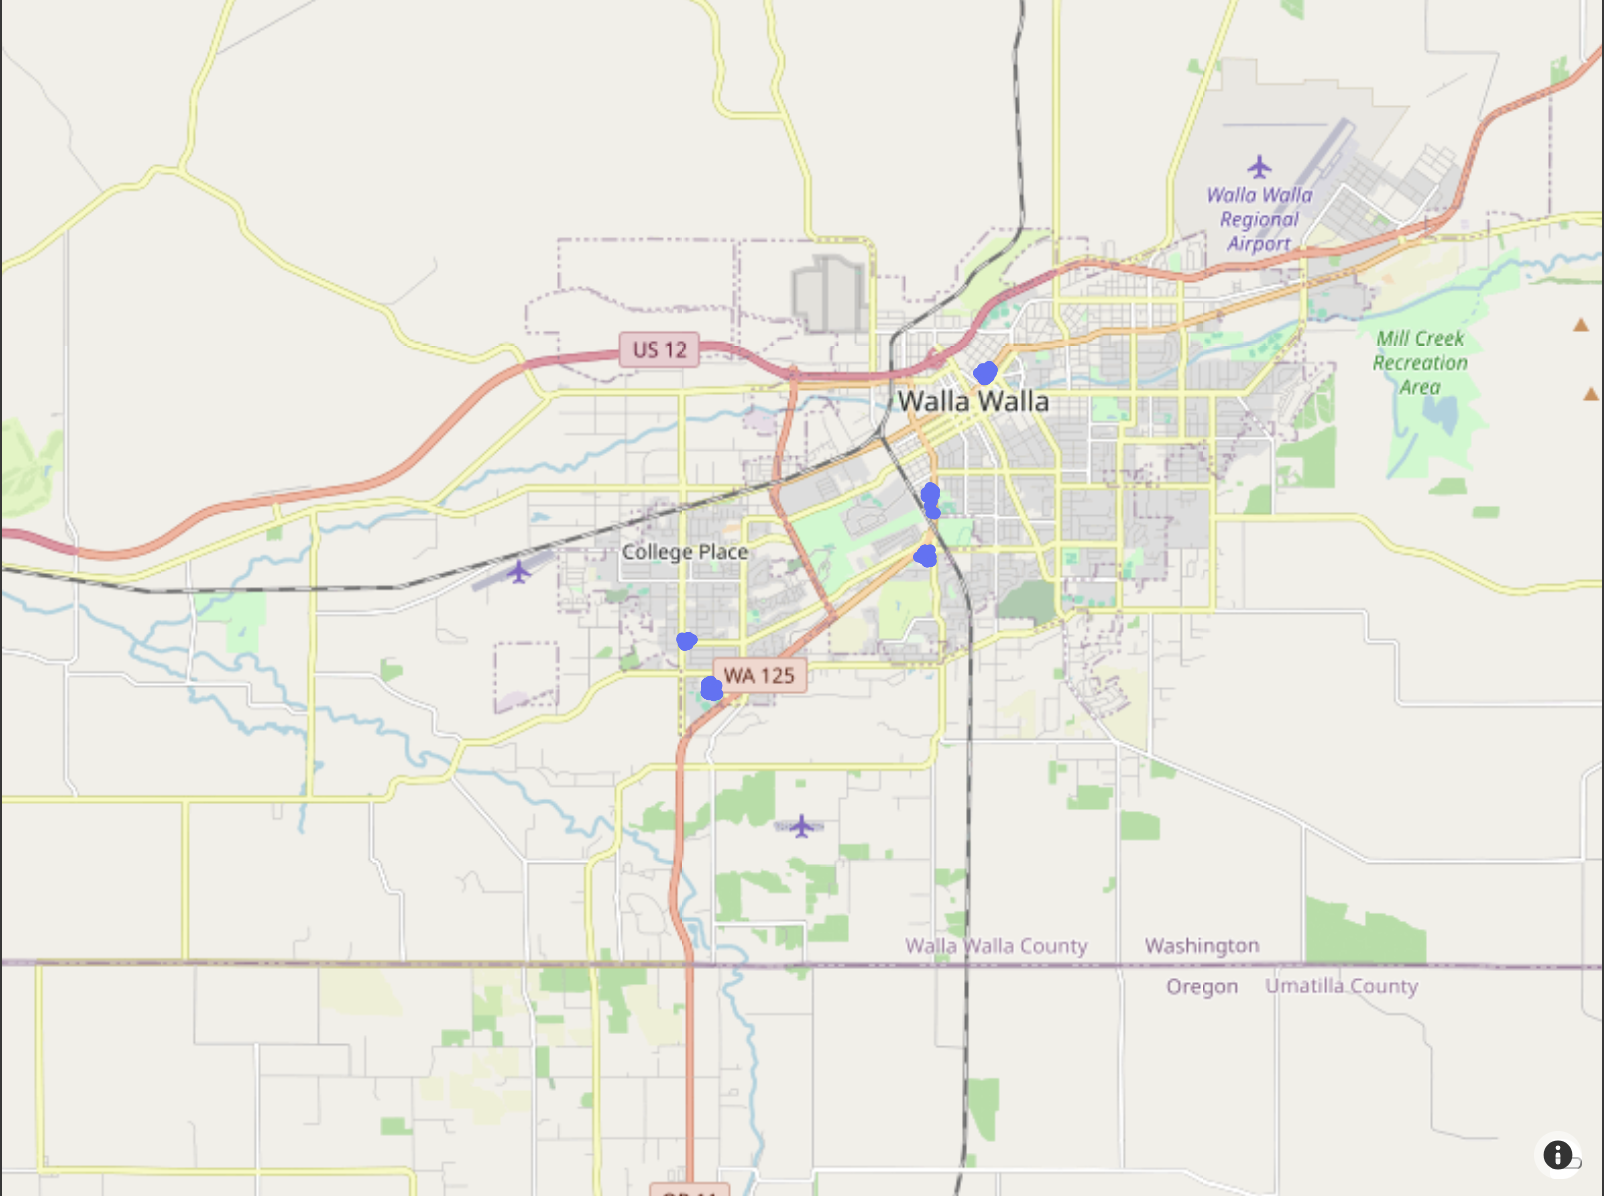 Walla Walla
Regional
Airport
US 12
Mill Creek
Recreation
Area
Walla Walla
College Place
WA 125
Walla Walla County
Washington
Oregon
Umatilla County